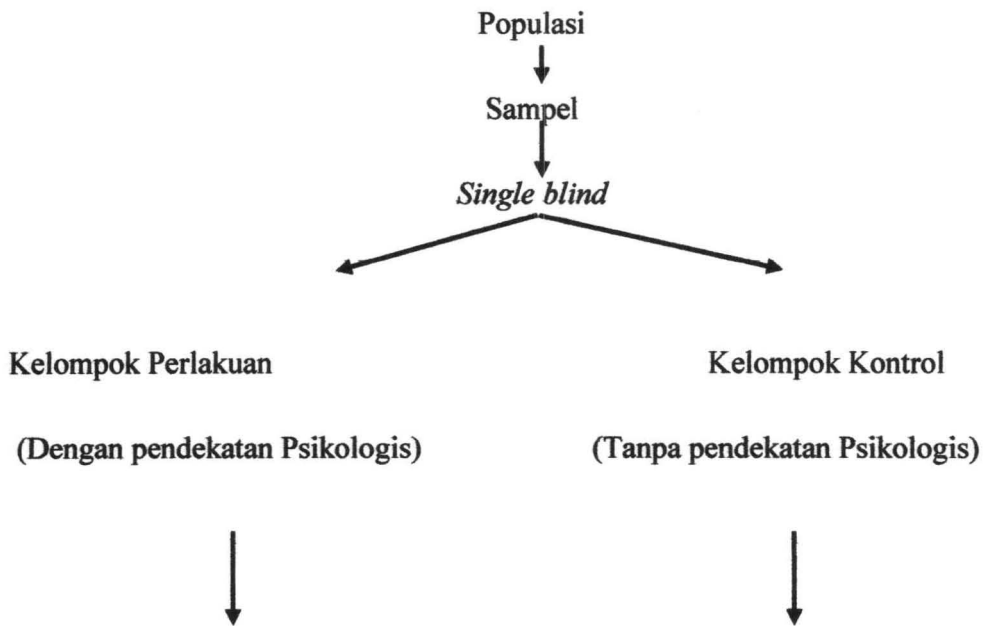 Populasi
Sampel
Single blind
Kelompok Perlakuan
Kelompok Kontrol
(Dengan pendekatan Psikologis)
(Tanpa pendekatan Psikologis)